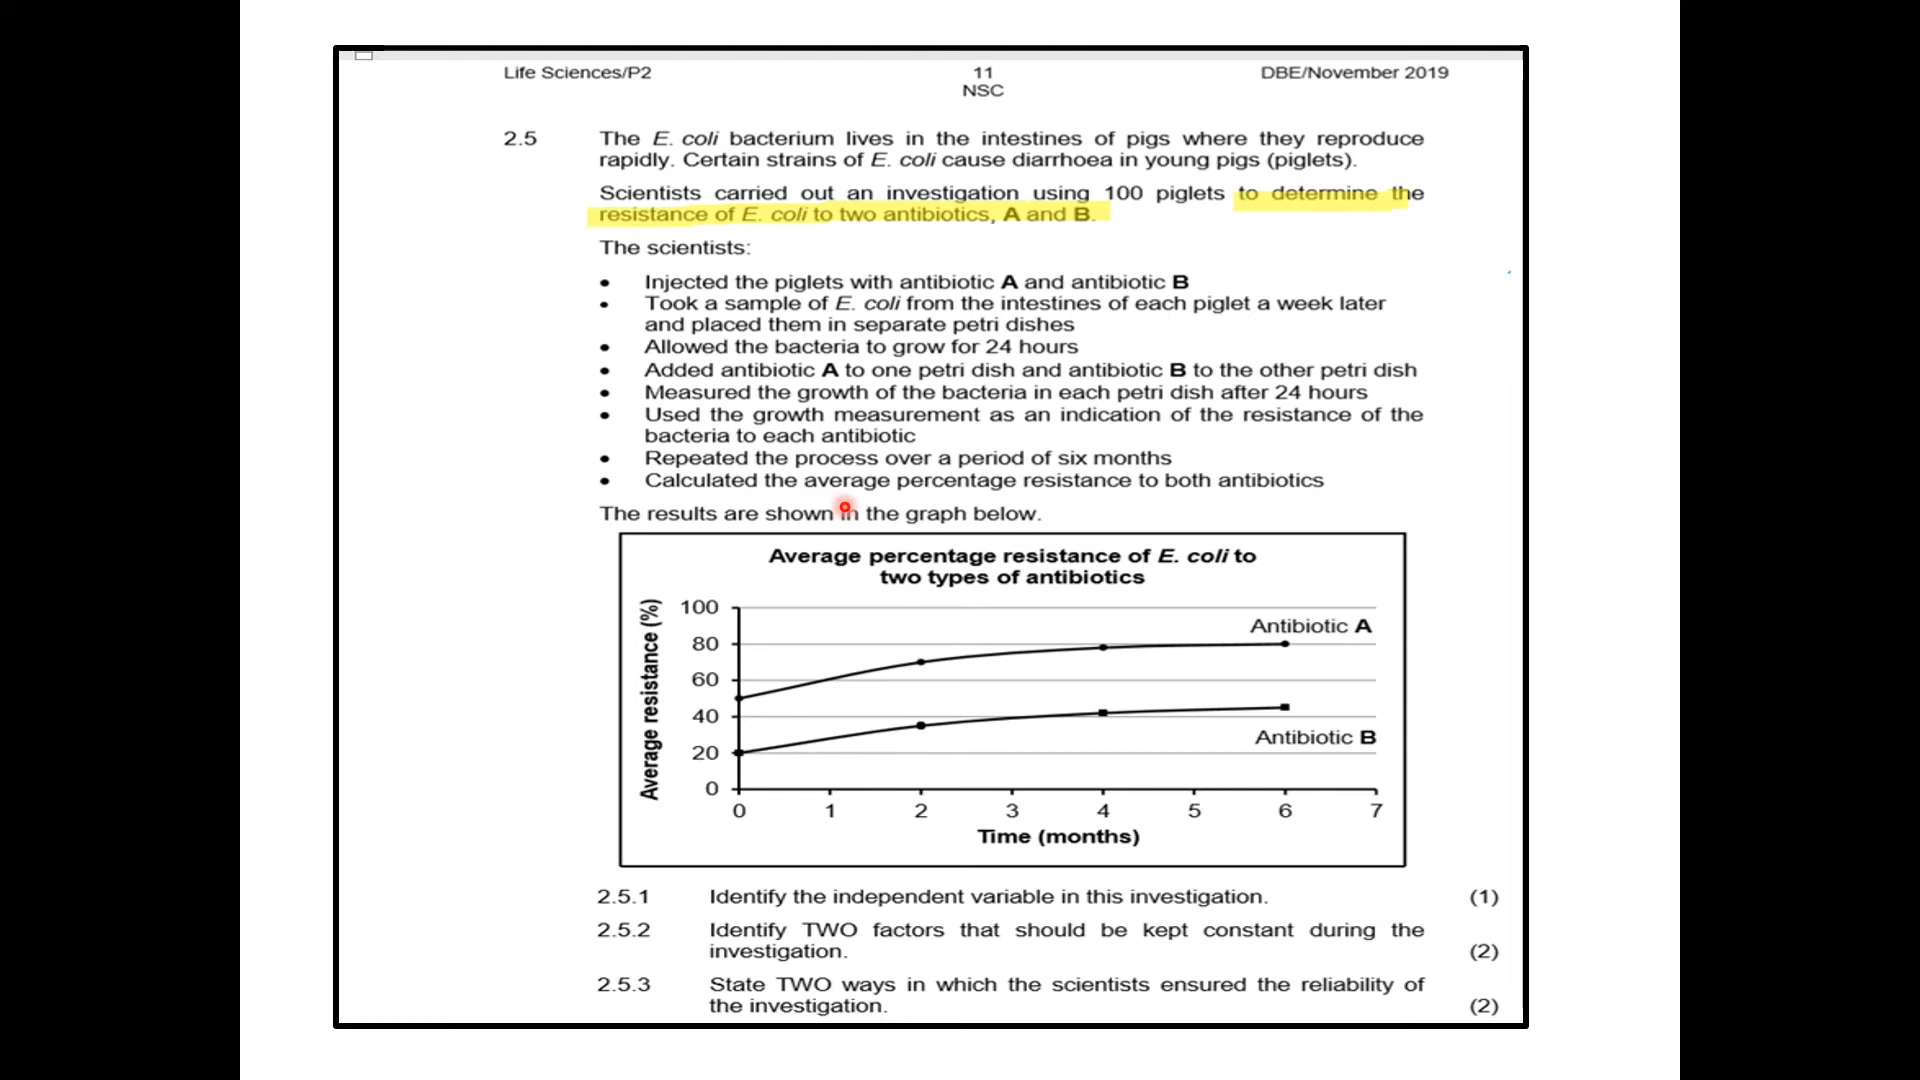 Life Sciences/P2 11 DBE/November 2019
NSC
2.5 The E. coli bacterium lives in the intestines of pigs where they reproduce
rapidly. Certain strains of E. coli cause diarrhoea in young pigs (piglets).
Scientists carried out an investigation using 100 piglets to determine the
resistance of E. coli to two antibiotics, A and B.
The scientists:
• Injected the piglets with antibiotic A and antibiotic B
• Took a sample of E. coli from the intestines of each piglet a week later
and placed them in separate petri dishes
• Allowed the bacteria to grow for 24 hours
• Added antibiotic A to one petri dish and antibiotic B to the other petri dish
• Measured the growth of the bacteria in each petri dish after 24 hours
• Used the growth measurement as an indication of the resistance of the
bacteria to each antibiotic
• Repeated the process over a period of six months
• Calculated the average percentage resistance to both antibiotics
The results are shown in the graph below.
Average percentage resistance of E. coli to
two types of antibiotics
Average resistance (%)
100
80
60
40
20
0
Antibiotic A
Antibiotic B
0 1 2 3 4 5 6 7
Time (months)
2.5.1 Identify the independent variable in this investigation. (1)
2.5.2 Identify TWO factors that should be kept constant during the
investigation. (2)
2.5.3 State TWO ways in which the scientists ensured the reliability of
the investigation. (2)